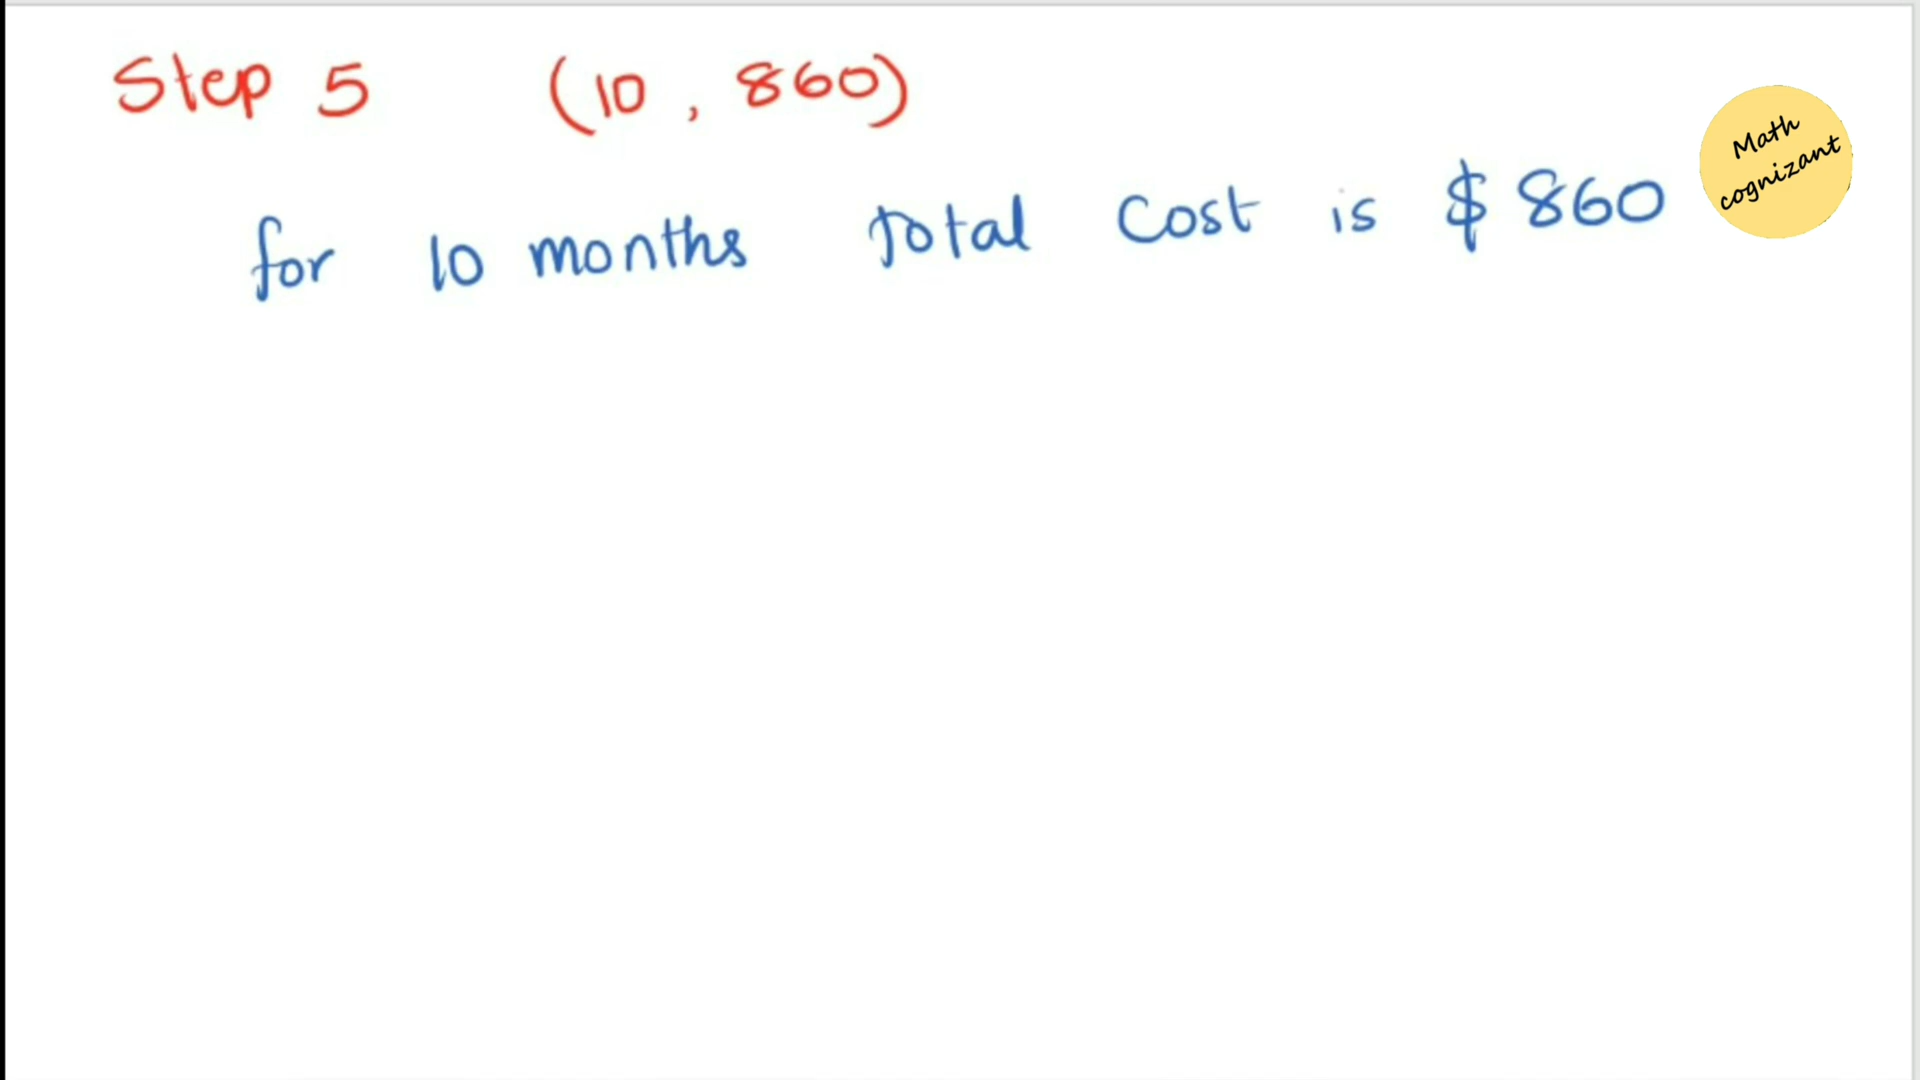 Step 5 (10, 860)
for 10 months total cost is $ 860
Math
cognizant